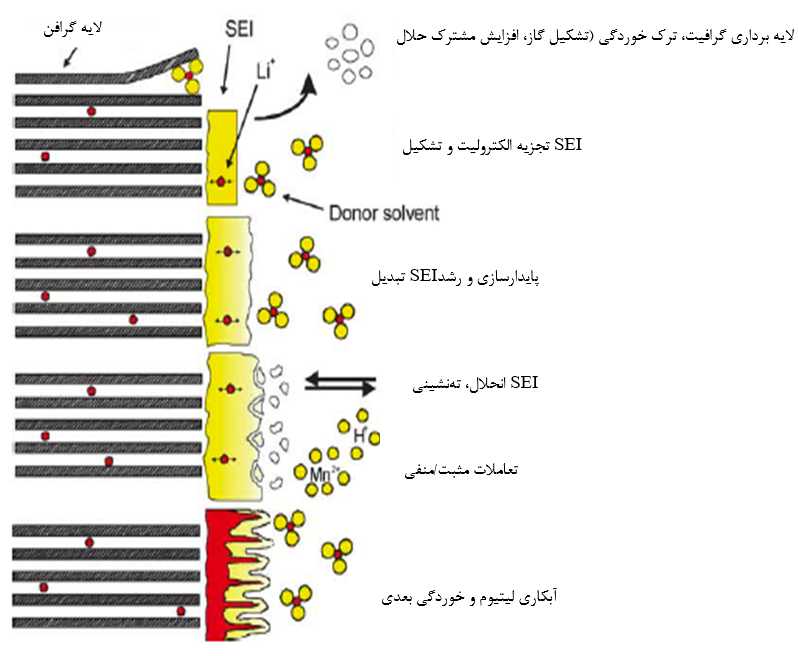 لایه گرافن
SEI
Li⁺
لایه برداری گرافیت، ترک خوردگی (تشکیل گاز، افزایش مشترک حلال
SEI تجزیه الکترولیت و تشکیل
Donor solvent
پایدارسازی و رشدSEI تبدیل
SEI انحلال، ته‌نشینی
H⁺
Mn²⁺
تعاملات مثبت/منفی
آبکاری لیتیوم و خوردگی بعدی